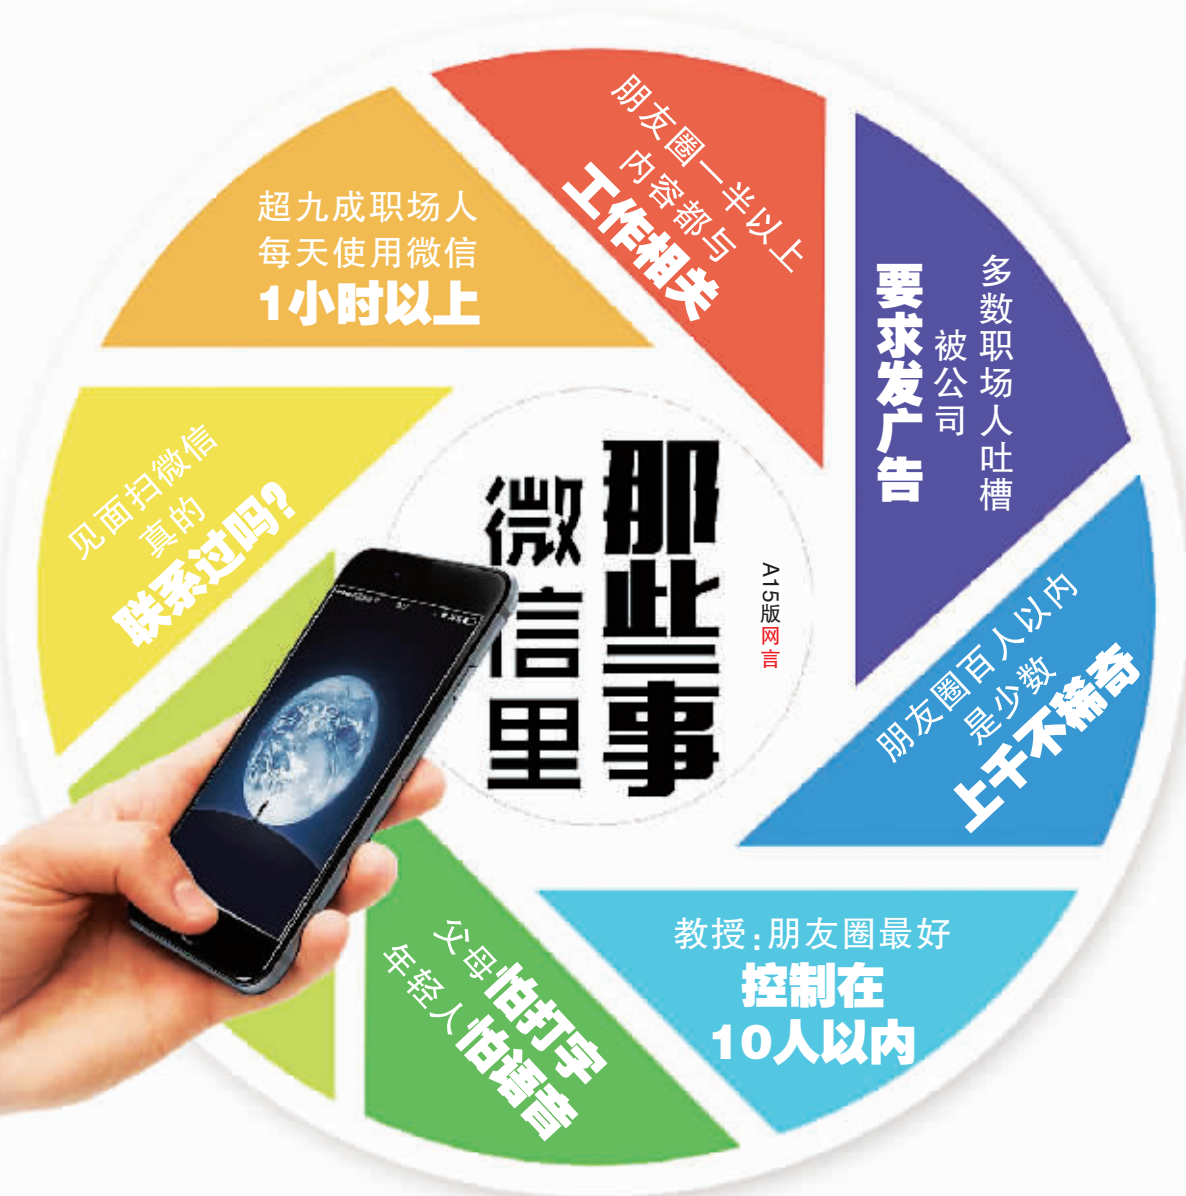 微信里
那些事
A15版网言
超九成职场人
每天使用微信
1小时以上
朋友圈一半以上
内容都与
工作相关
多数职场人吐槽
被公司
要求发广告
朋友圈百人以内
是少数
上千不稀奇
教授:朋友圈最好
控制在
10人以内
父母怕打字
年轻人怕语音
见面扫微信
真的
联系过吗?